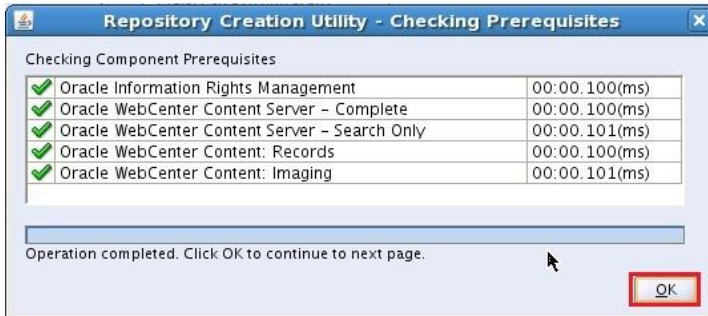 Repository Creation Utility - Checking Prerequisites
Checking Component Prerequisites
Oracle Information Rights Management 00:00.100(ms)
Oracle WebCenter Content Server – Complete 00:00.100(ms)
Oracle WebCenter Content Server – Search Only 00:00.101(ms)
Oracle WebCenter Content: Records 00:00.100(ms)
Oracle WebCenter Content: Imaging 00:00.101(ms)
Operation completed. Click OK to continue to next page.
OK